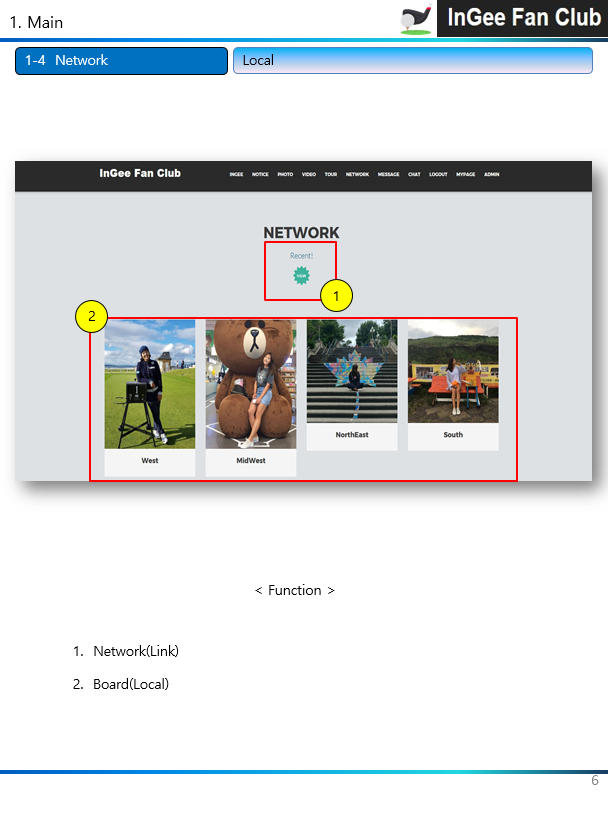 1. Main
InGee Fan Club
1-4 Network
Local
InGee Fan Club
INGEE NOTICE PHOTO VIDEO TOUR NETWORK MESSAGE CHAT LOGOUT MYPAGE ADMIN
NETWORK
Recent!
NEW
1
2
West
MidWest
NorthEast
South
< Function >
1. Network(Link)
2. Board(Local)
6